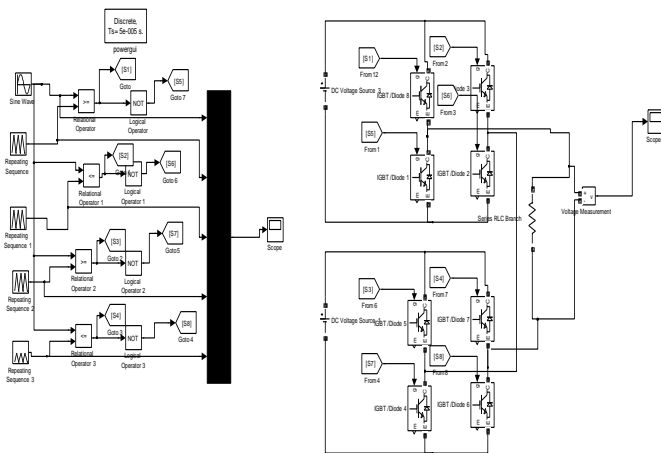 Discrete,
Ts= 5e-005 s.
powergui
Sine Wave
Repeating
Sequence
Repeating
Sequence 1
Repeating
Sequence 2
Repeating
Sequence 3
>=
Relational
Operator
[S1]
Goto
NOT
Logical
Operator
[S5]
Goto 7
<=
Relational
Operator 1
[S2]
NOT
Logical
Operator 1
[S6]
Goto 6
>=
Relational
Operator 2
[S3]
Goto 2
NOT
Logical
Operator 2
[S7]
Goto 5
<=
Relational
Operator 3
[S4]
Goto 3
NOT
Logical
Operator 3
[S8]
Goto 4
Scope
DC Voltage Source 3
[S1]
From 12
IGBT /Diode 8
[S2]
From 2
[S6]
From 3
[S5]
From 1
IGBT /Diode 1
IGBT /Diode 2
Series RLC Branch
Voltage Measurement
Scope
DC Voltage Source
[S3]
From 6
IGBT /Diode 5
[S4]
From 7
IGBT /Diode 7
[S7]
From 4
IGBT /Diode 4
[S8]
From 8
IGBT /Diode 6